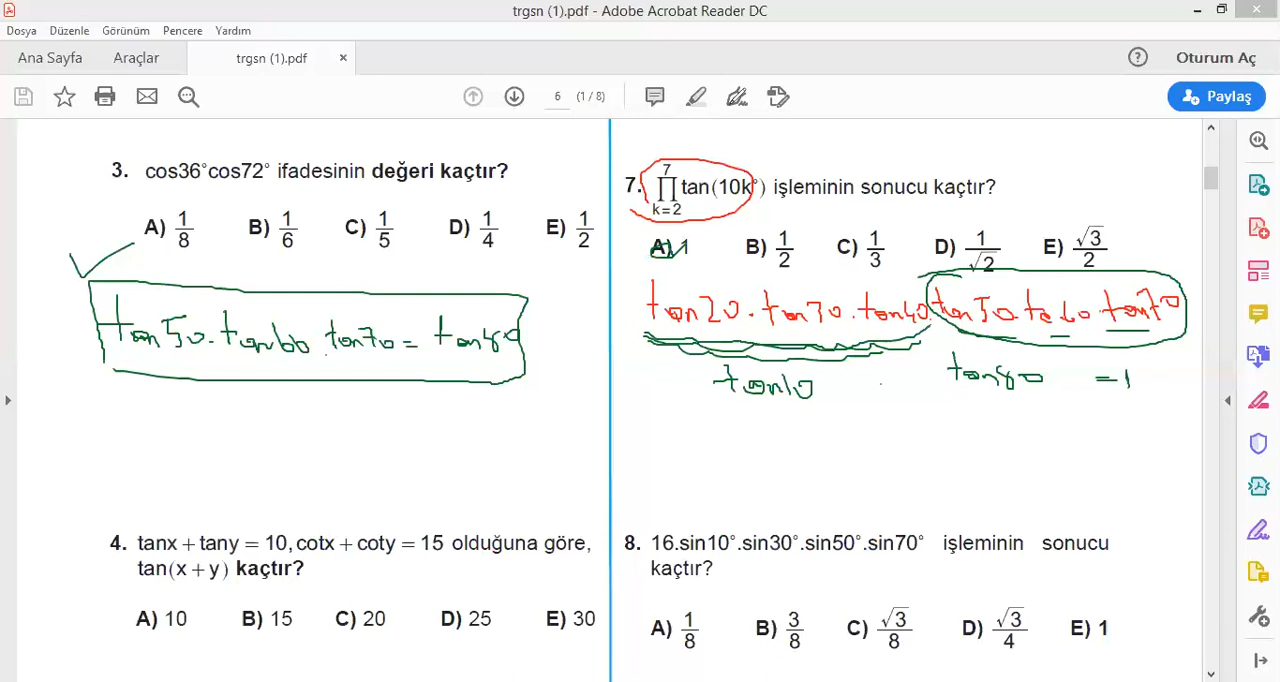 trgsn (1).pdf - Adobe Acrobat Reader DC
Dosya Düzenle Görünüm Pencere Yardım
Ana Sayfa Araçlar trgsn (1).pdf × ? Oturum Aç
6 (1 / 8) Paylaş
3. cos36°cos72° ifadesinin değeri kaçtır?
A) 1/8 B) 1/6 C) 1/5 D) 1/4 E) 1/2
tan50.tan60.tan70=tan80
4. tanx + tany = 10, cotx + coty = 15 olduğuna göre,
tan(x + y) kaçtır?
A) 10 B) 15 C) 20 D) 25 E) 30
7. 7∏k=2 tan(10k°) işleminin sonucu kaçtır?
A) 1 B) 1/2 C) 1/3 D) 1/√2 E) √3/2
tan20.tan30.tan40.tan50.ta60.tan70
tan10 tan80 =1
8. 16.sin10°.sin30°.sin50°.sin70° işleminin sonucu
kaçtır?
A) 1/8 B) 3/8 C) √3/8 D) √3/4 E) 1